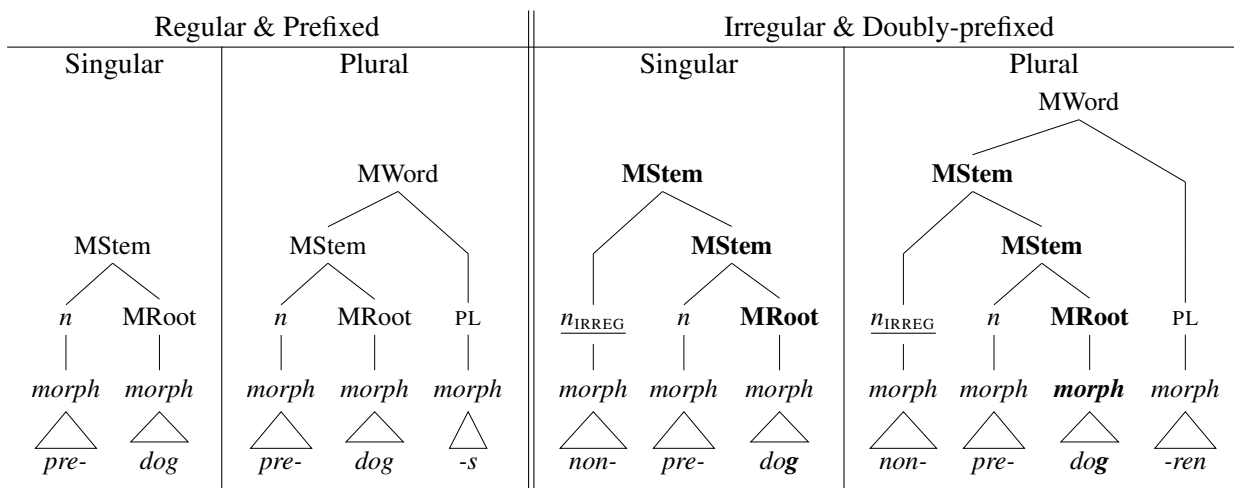 Regular & Prefixed Irregular & Doubly-prefixed
Singular Plural Singular Plural
MWord
MWord MStem MStem
MStem MStem MStem MStem
n MRoot n MRoot PL nIRREG n MRoot nIRREG n MRoot PL
morph morph morph morph morph morph morph morph morph morph morph morph
pre- dog pre- dog -s non- pre- dog non- pre- dog -ren